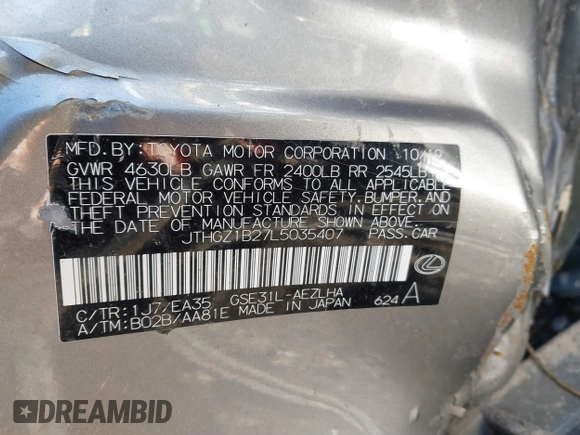 MFD. BY: TOYOTA MOTOR CORPORATION 10/19
GVWR 4630LB GAWR FR 2400LB RR 2545LB
THIS VEHICLE CONFORMS TO ALL APPLICABLE
FEDERAL MOTOR VEHICLE SAFETY, BUMPER, AND
THEFT PREVENTION STANDARDS IN EFFECT ON
THE DATE OF MANUFACTURE SHOWN ABOVE.
JTHGZ1B27L5035407 PASS. CAR
C/TR: 1J7/EA35 GSE31L-AEZLHA
A/TM: B02B/AA81E MADE IN JAPAN 624 A
DREAMBID